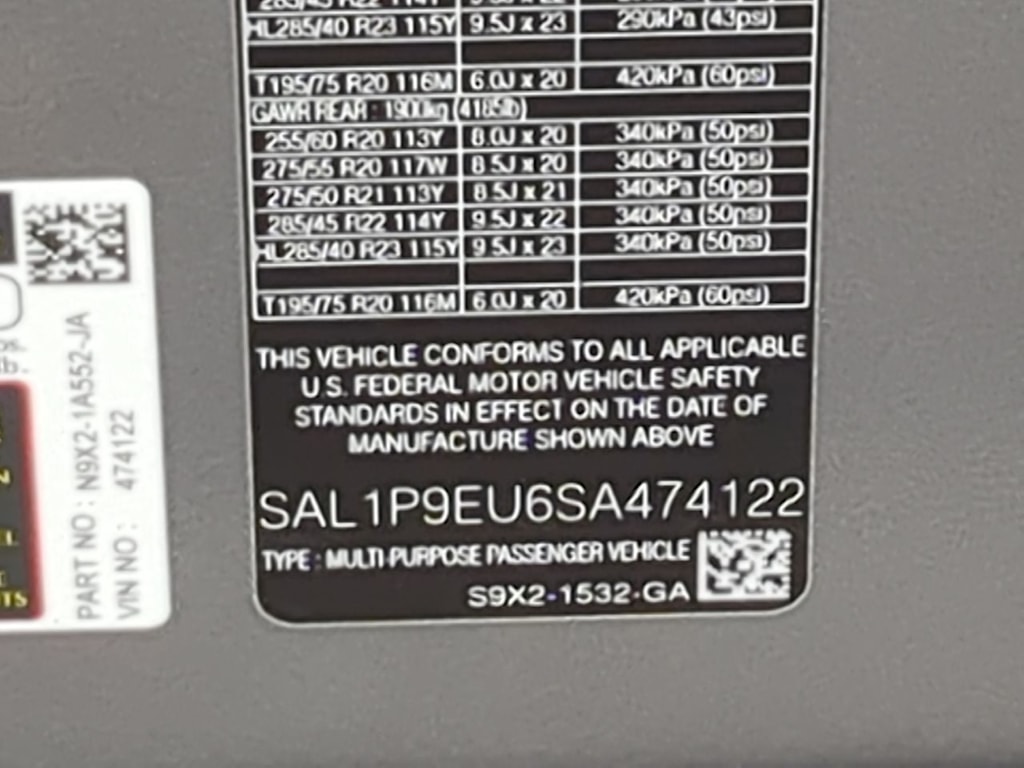 HL285/40 R23 115Y 9.5J x 23 290kPa (43psi)
T195/75 R20 116M 6.0J x 20 420kPa (60psi)
GAWR REAR : 1900kg (4185lb)
255/60 R20 113Y 8.0J x 20 340kPa (50psi)
275/55 R20 117W 8.5J x 20 340kPa (50psi)
275/50 R21 113Y 8.5J x 21 340kPa (50psi)
285/45 R22 114Y 9.5J x 22 340kPa (50psi)
HL285/40 R23 115Y 9.5J x 23 340kPa (50psi)
T195/75 R20 116M 6.0J x 20 420kPa (60psi)
THIS VEHICLE CONFORMS TO ALL APPLICABLE
U.S. FEDERAL MOTOR VEHICLE SAFETY
STANDARDS IN EFFECT ON THE DATE OF
MANUFACTURE SHOWN ABOVE
SAL1P9EU6SA474122
TYPE : MULTI-PURPOSE PASSENGER VEHICLE
S9X2-1532-GA
PART NO : N9X2-1A552-JA
VIN NO : 474122